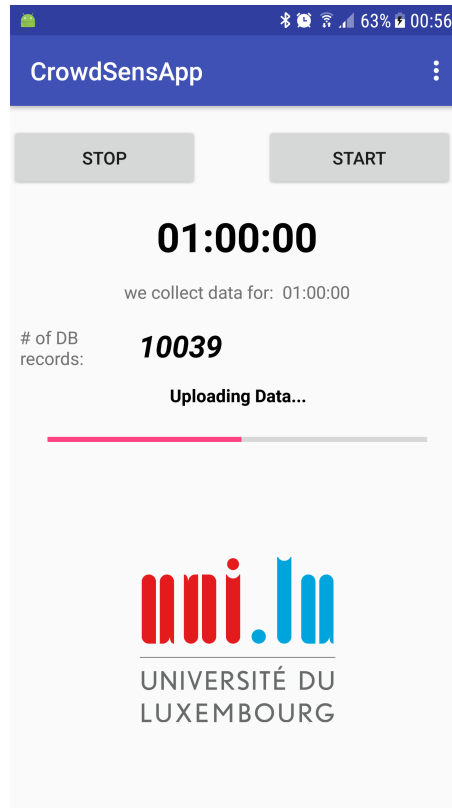 63% 00:56
CrowdSensApp
STOP START
01:00:00
we collect data for: 01:00:00
# of DB
records: 10039
Uploading Data...
uni.lu
UNIVERSITÉ DU
LUXEMBOURG